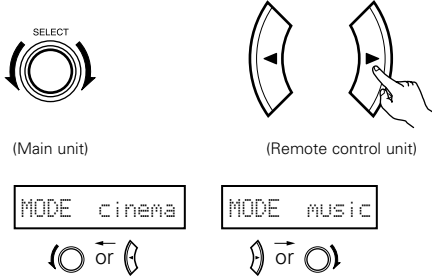 SELECT
(Main unit) (Remote control unit)
MODE cinema MODE music
or or